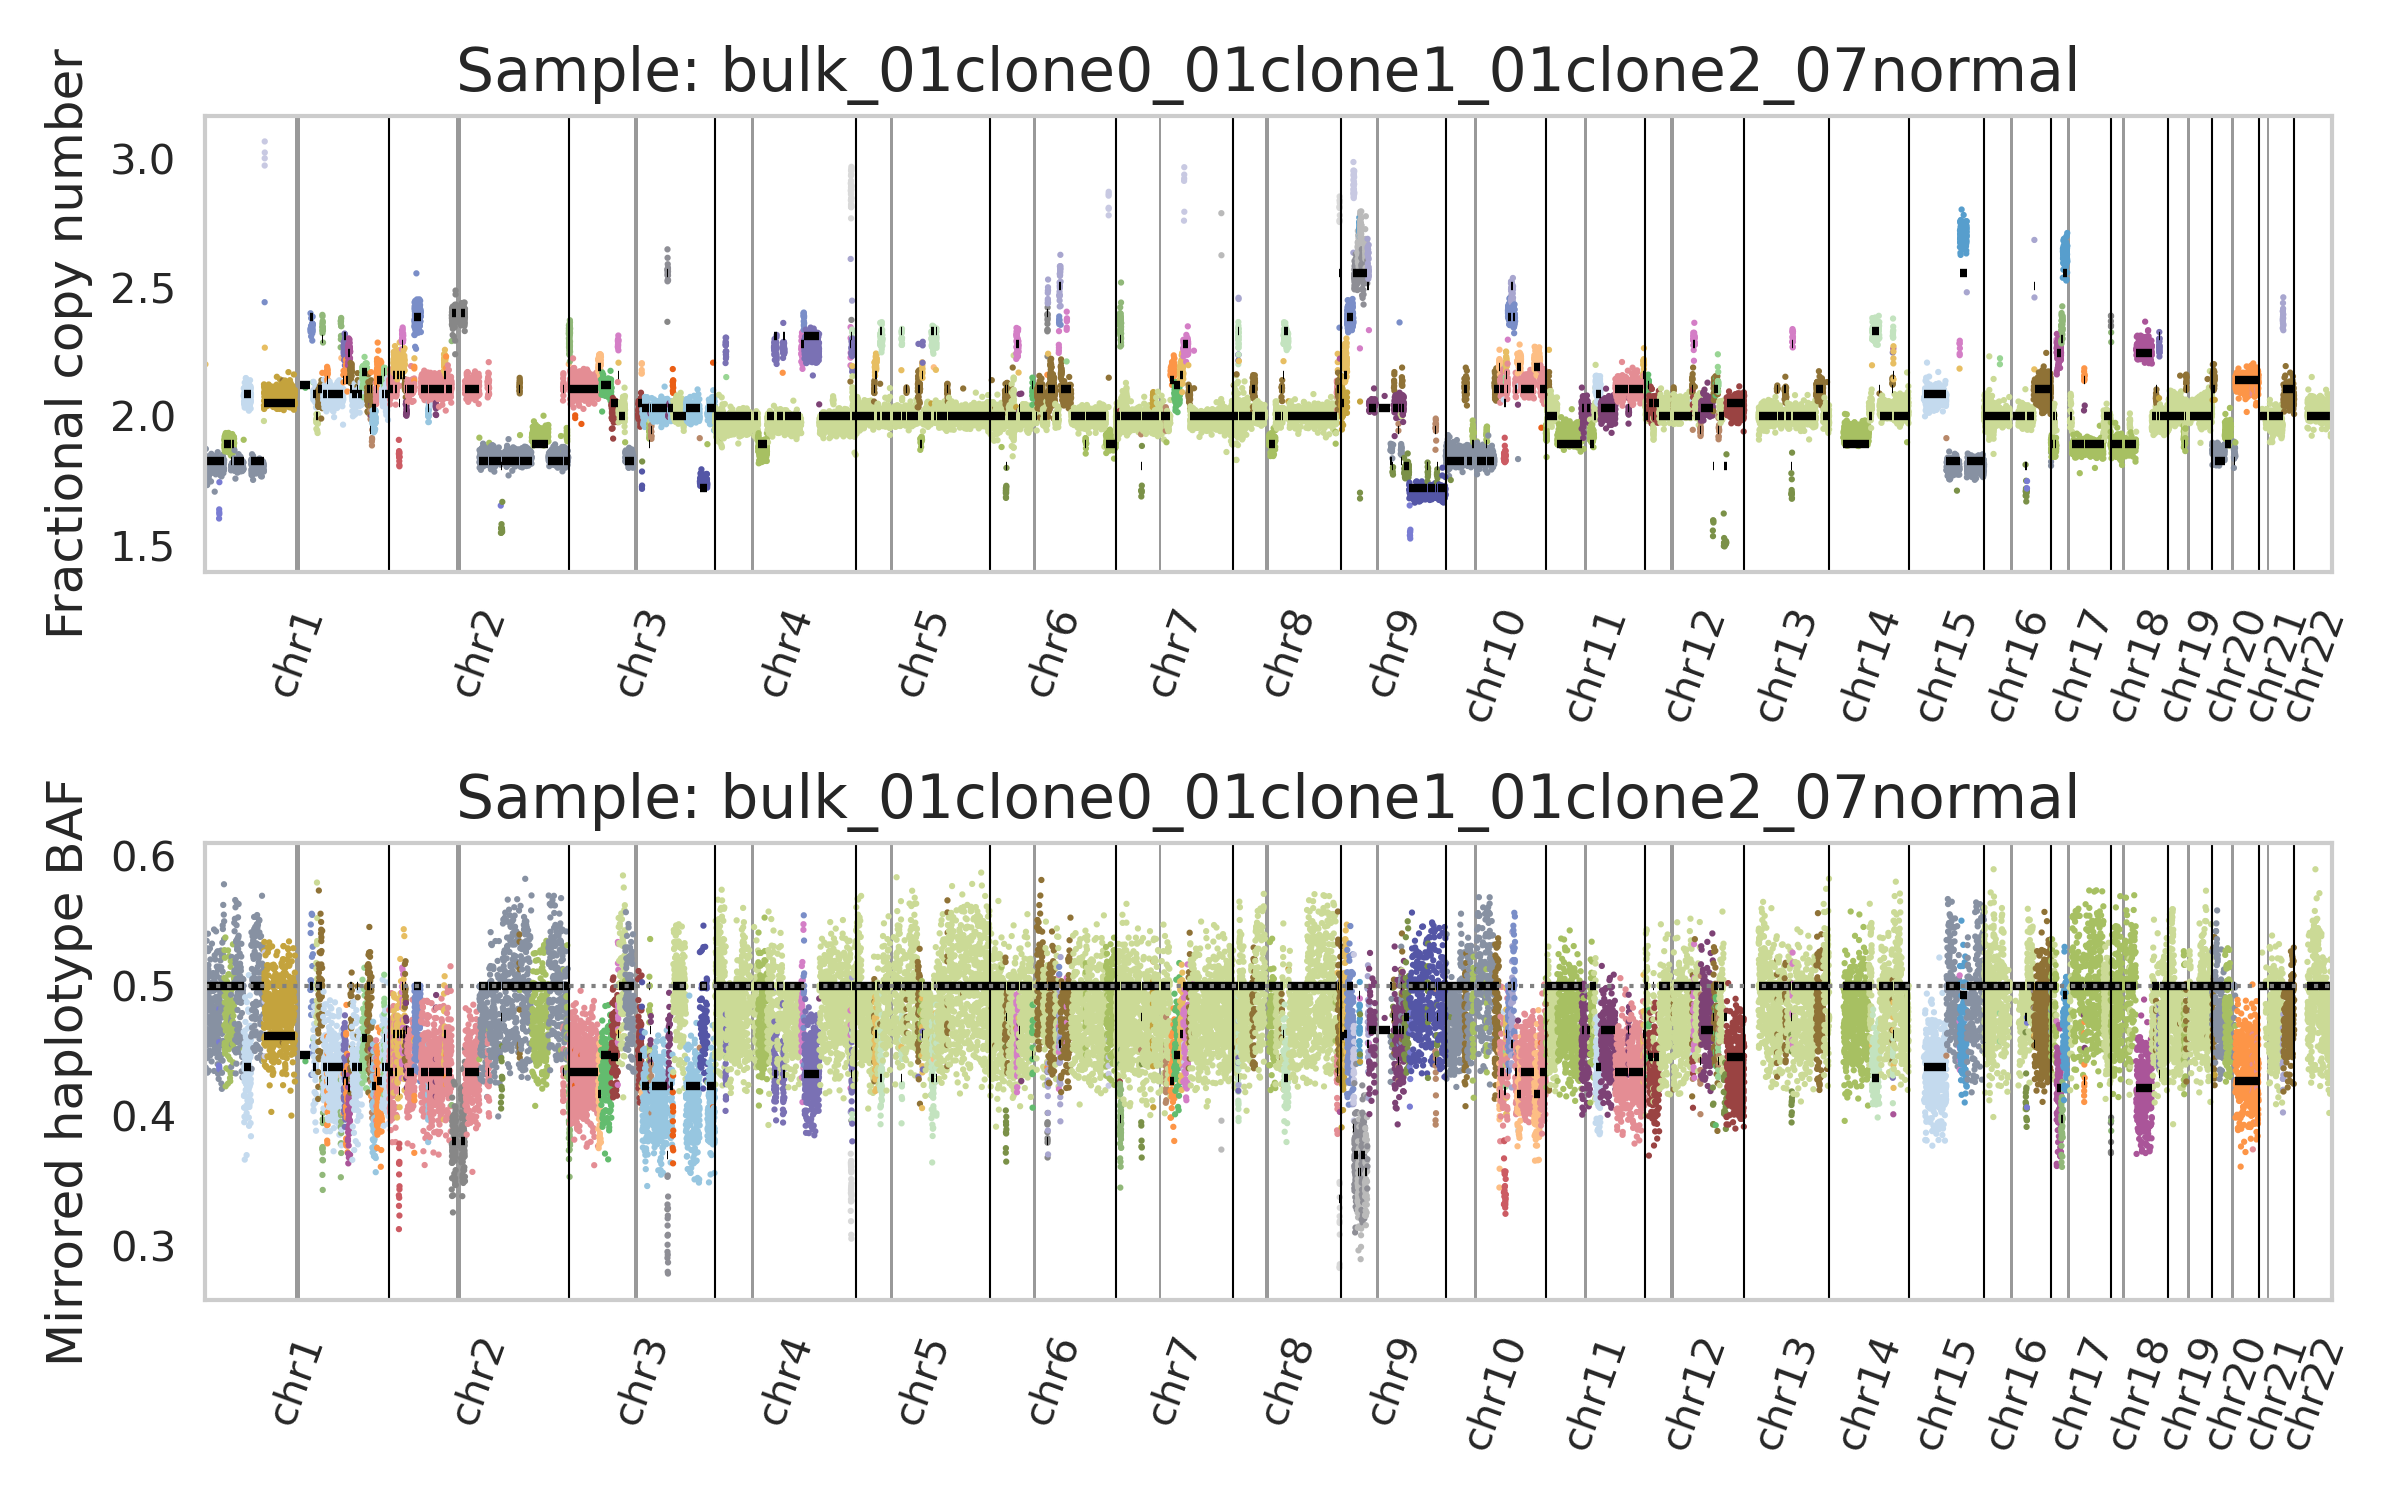 Sample: bulk_01clone0_01clone1_01clone2_07normal
Fractional copy number
3.0
2.5
2.0
1.5
chr1
chr2
chr3
chr4
chr5
chr6
chr7
chr8
chr9
chr10
chr11
chr12
chr13
chr14
chr15
chr16
chr17
chr18
chr19
chr20
chr21
chr22
Sample: bulk_01clone0_01clone1_01clone2_07normal
Mirrored haplotype BAF
0.6
0.5
0.4
0.3
chr1
chr2
chr3
chr4
chr5
chr6
chr7
chr8
chr9
chr10
chr11
chr12
chr13
chr14
chr15
chr16
chr17
chr18
chr19
chr20
chr21
chr22